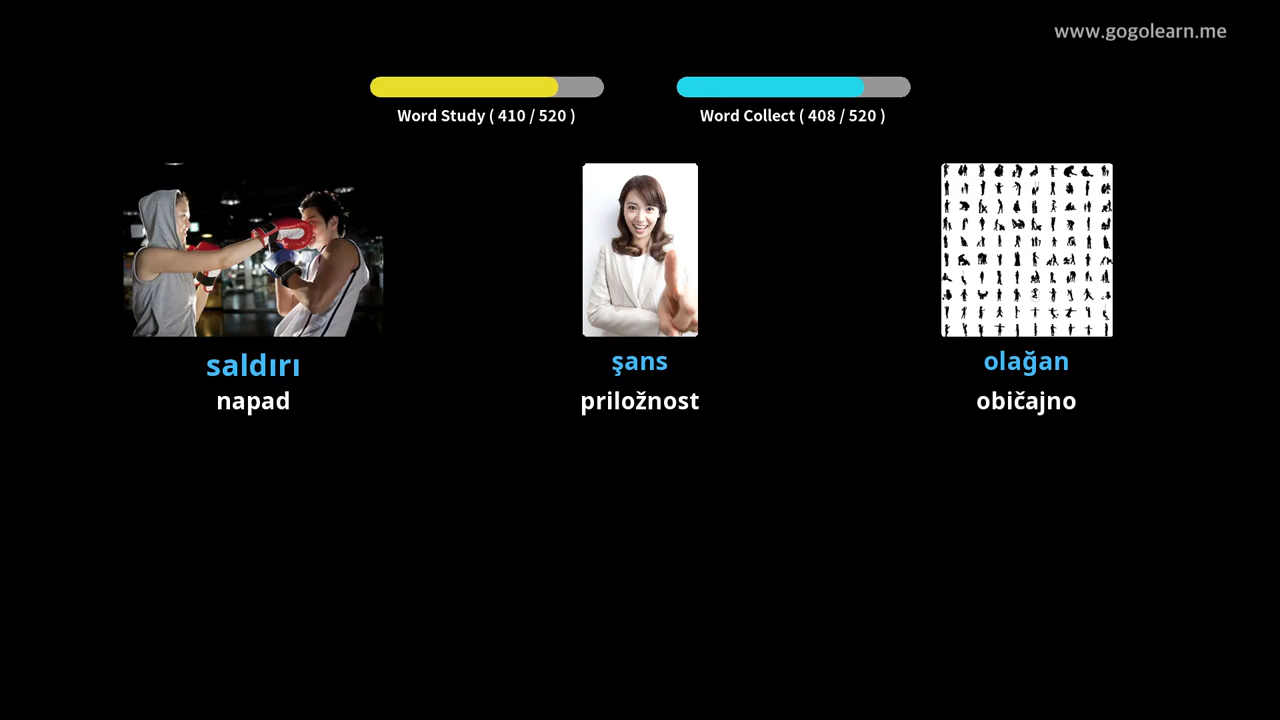 www.gogolearn.me
Word Study ( 410 / 520 )
Word Collect ( 408 / 520 )
saldırı
napad
şans
priložnost
olağan
običajno